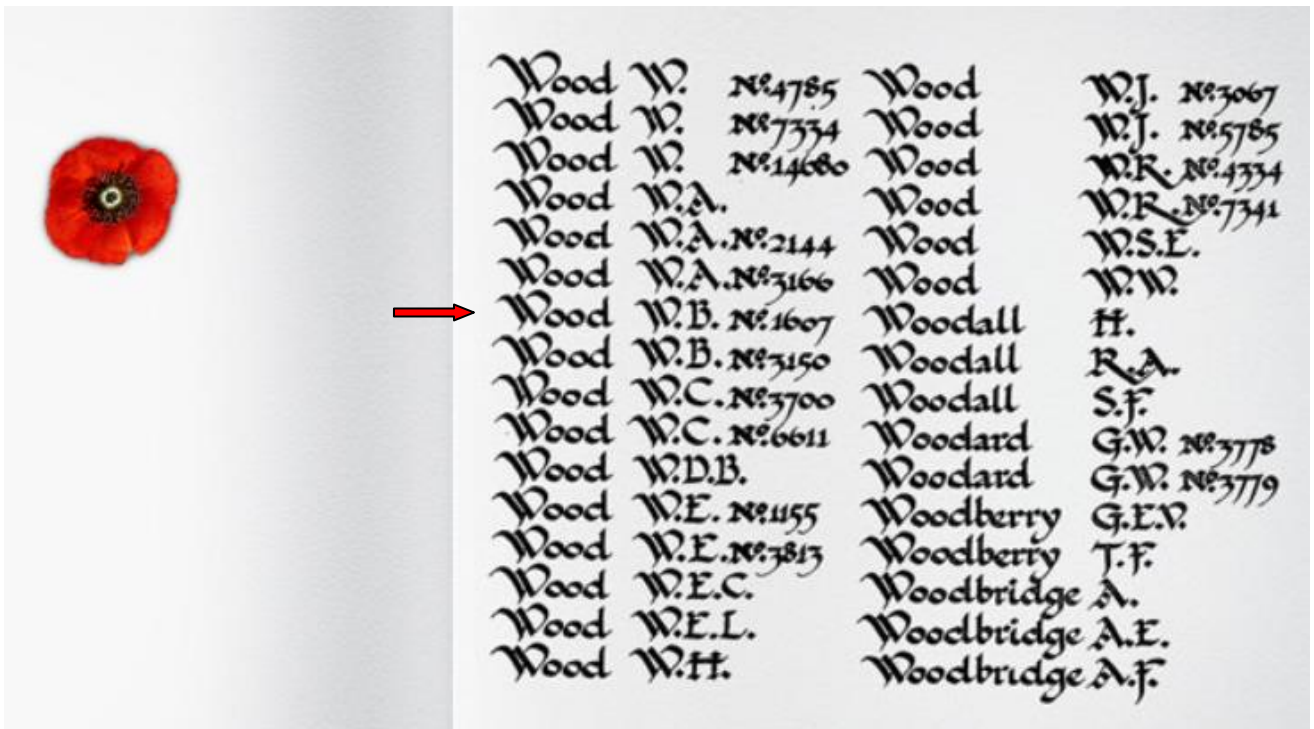 Wood W. Nº.4785
Wood W. Nº7334
Wood W. Nº.14680
Wood W.A.
Wood W.A. Nº.2144
Wood W.A. Nº.3166
Wood W.B. Nº.1607
Wood W.B. Nº.3150
Wood W.C. Nº.3700
Wood W.C. Nº.6611
Wood W.D.B.
Wood W.E. Nº.1155
Wood W.E. Nº.3813
Wood W.E.C.
Wood W.E.L.
Wood W.H.
Wood W.J. Nº.3067
Wood W.J. Nº.5785
Wood W.R. Nº.4334
Wood W.R. Nº.7341
Wood W.S.E.
Wood W.W.
Woodall H.
Woodall R.A.
Woodall S.F.
Woodard G.W. Nº.3778
Woodard G.W. Nº.3779
Woodberry G.E.V.
Woodberry T.F.
Woodbridge A.
Woodbridge A.E.
Woodbridge A.F.